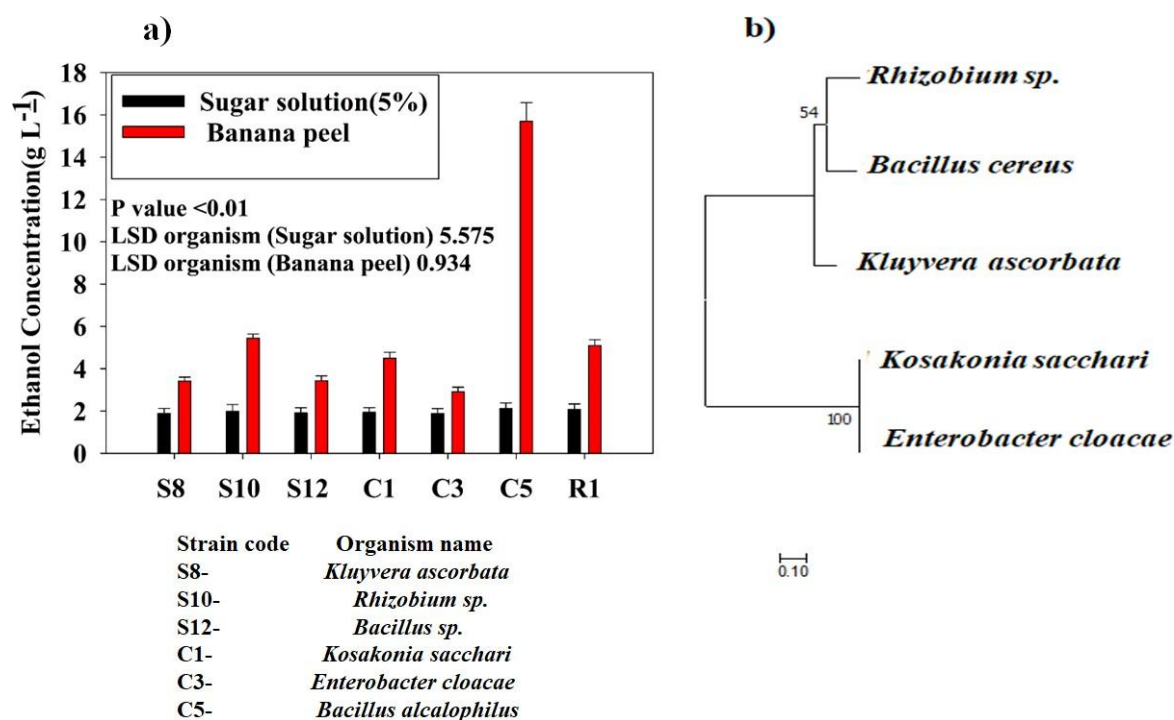 a)
18
16
14
12
10
8
6
4
2
0
Ethanol Concentration(g L-1)
Sugar solution(5%)
Banana peel
P value <0.01
LSD organism (Sugar solution) 5.575
LSD organism (Banana peel) 0.934
S8 S10 S12 C1 C3 C5 R1
Strain code Organism name
S8- Kluyvera ascorbata
S10- Rhizobium sp.
S12- Bacillus sp.
C1- Kosakonia sacchari
C3- Enterobacter cloacae
C5- Bacillus alcalophilus
b)
Rhizobium sp.
54
Bacillus cereus
Kluyvera ascorbata
Kosakonia sacchari
100
Enterobacter cloacae
0.10